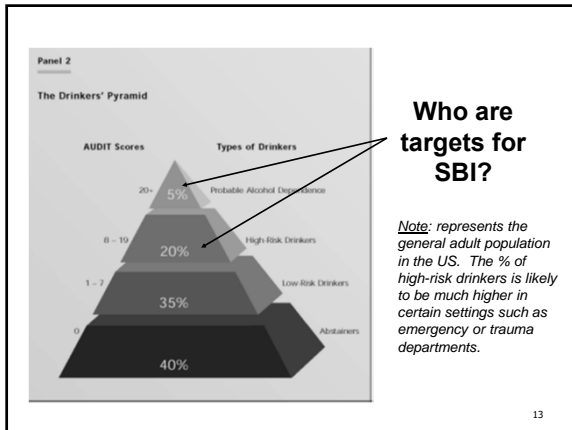 Panel 2
The Drinkers' Pyramid
AUDIT Scores
Types of Drinkers
20+
5%
Probable Alcohol Dependence
8 – 19
20%
High-Risk Drinkers
1 – 7
35%
Low-Risk Drinkers
0
40%
Abstainers
Who are
targets for
SBI?
Note: represents the
general adult population
in the US. The % of
high-risk drinkers is likely
to be much higher in
certain settings such as
emergency or trauma
departments.
13